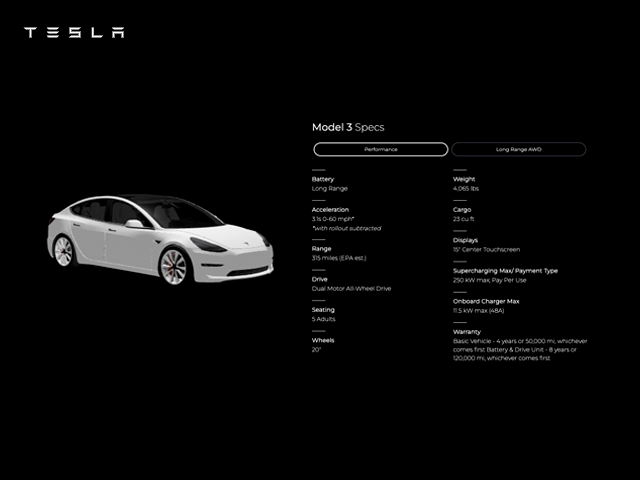 TESLA
Model 3 Specs
Performance
Long Range AWD
Battery
Long Range
Acceleration
3.1s 0-60 mph*
*with rollout subtracted
Range
315 miles (EPA est.)
Drive
Dual Motor All-Wheel Drive
Seating
5 Adults
Wheels
20"
Weight
4,065 lbs
Cargo
23 cu ft
Displays
15" Center Touchscreen
Supercharging Max/ Payment Type
250 kW max; Pay Per Use
Onboard Charger Max
11.5 kW max (48A)
Warranty
Basic Vehicle - 4 years or 50,000 mi, whichever
comes first Battery & Drive Unit - 8 years or
120,000 mi, whichever comes first